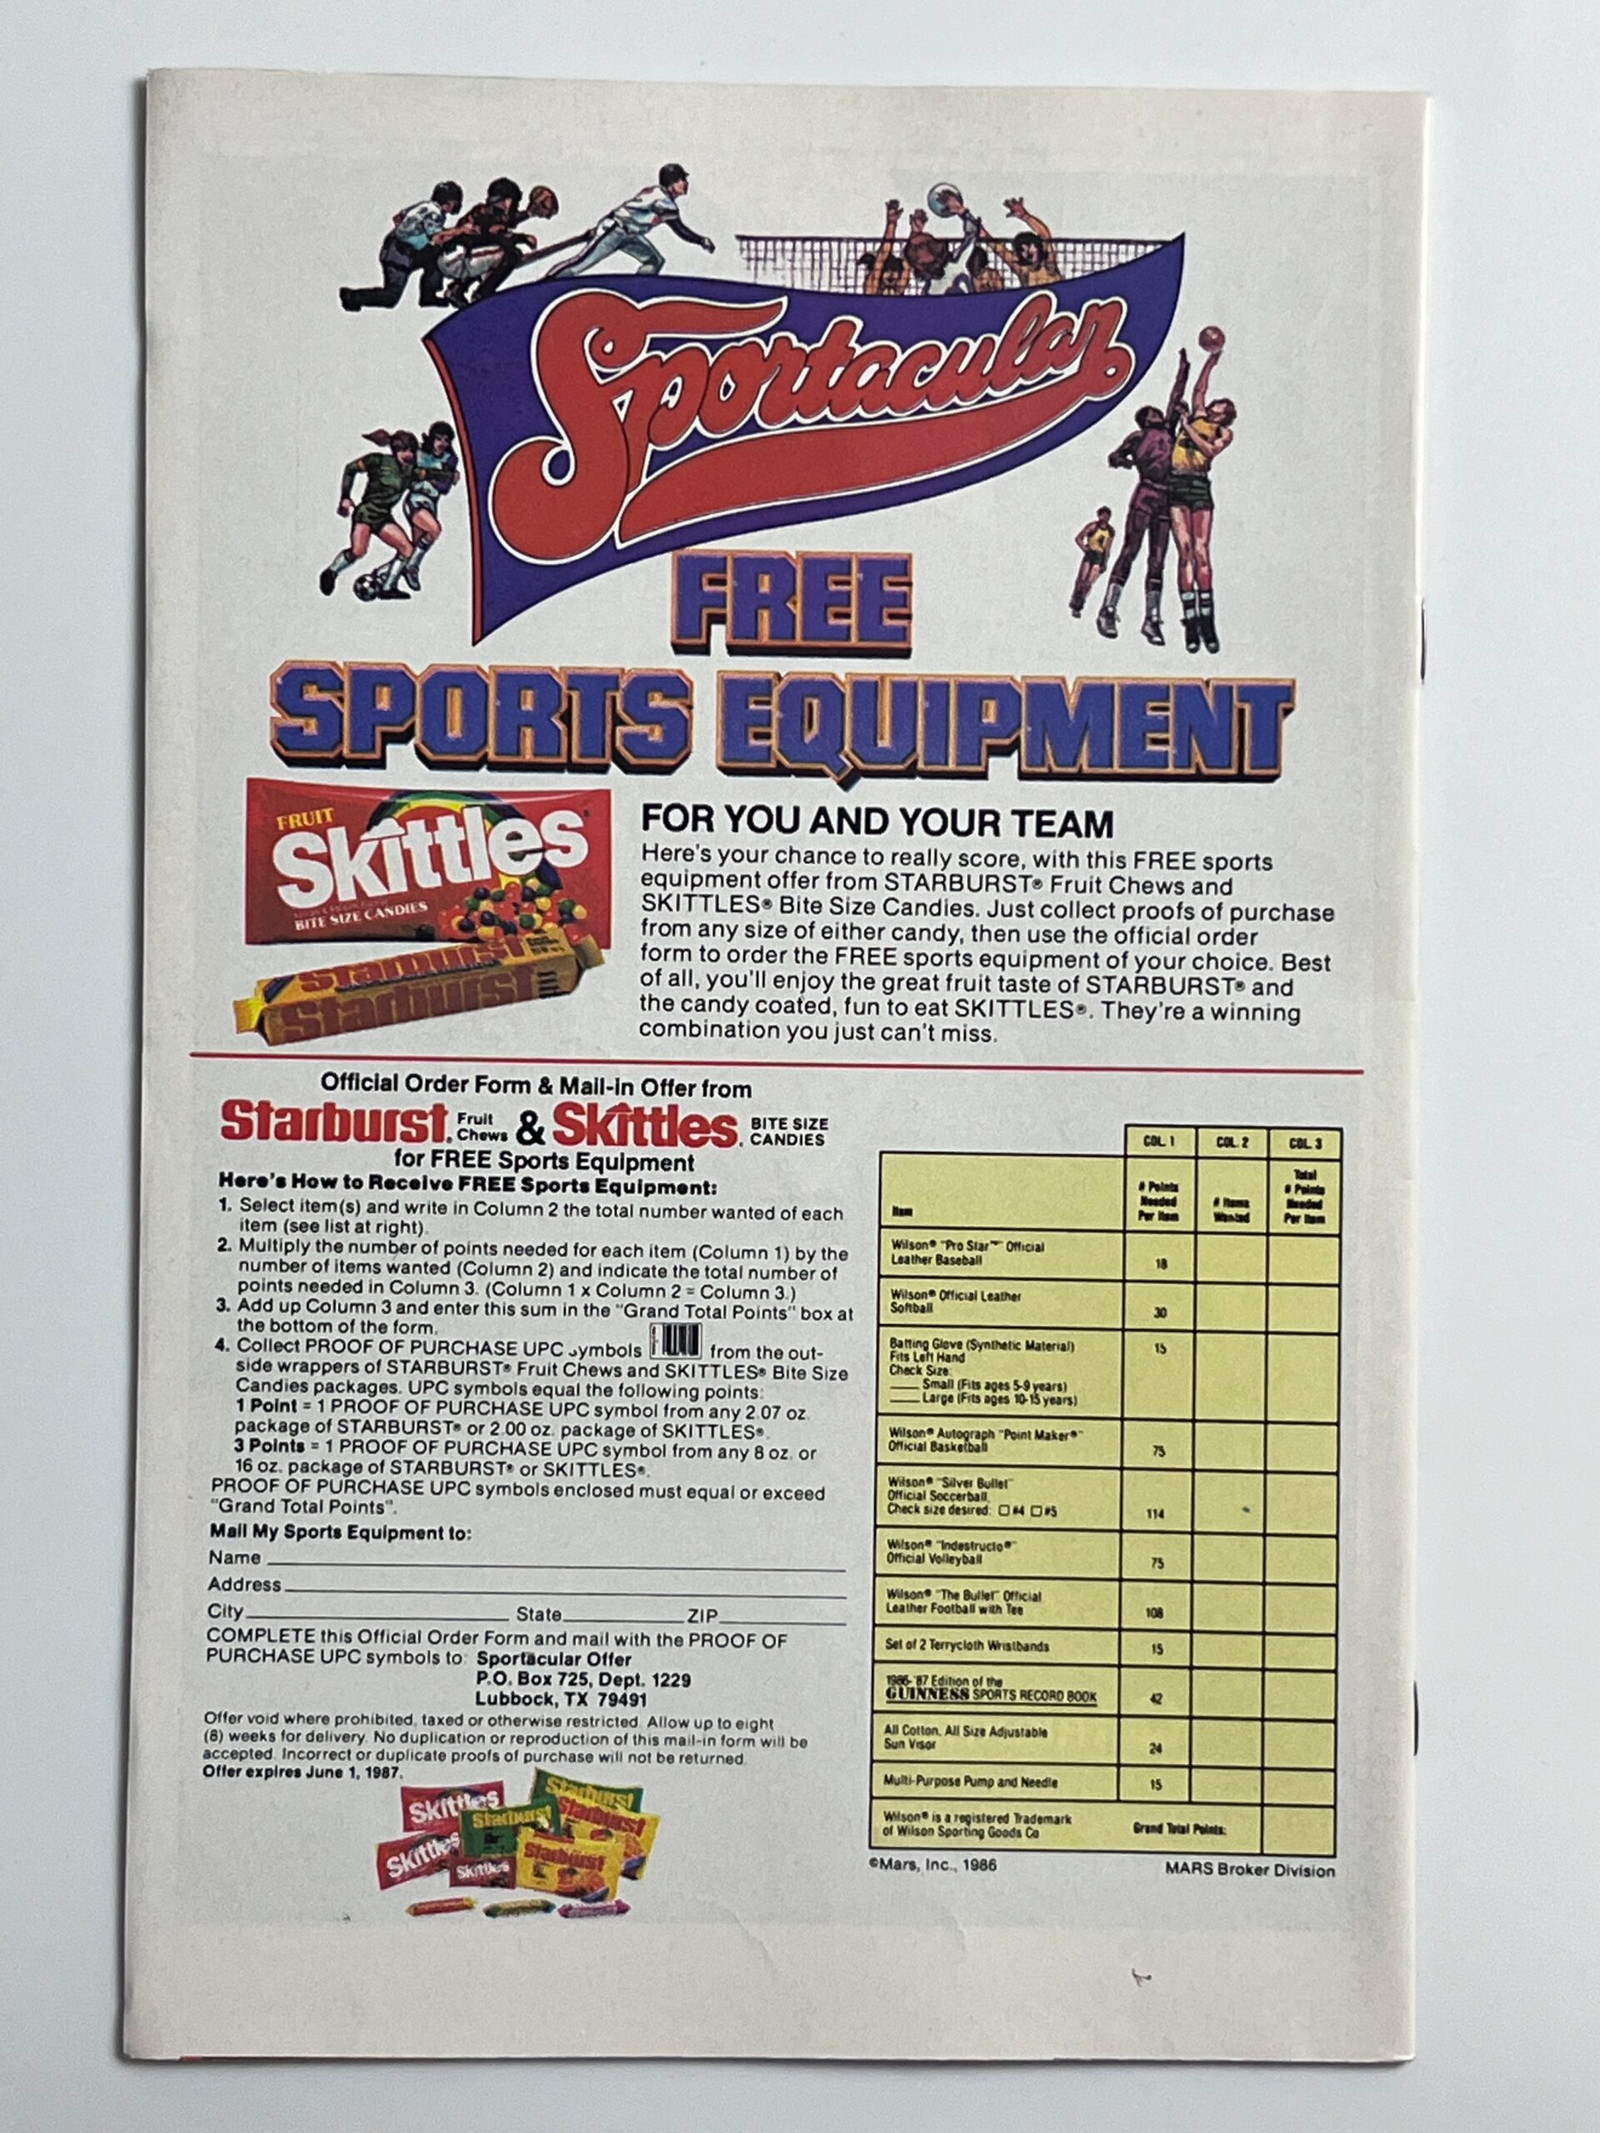 Sportacular
FREE
SPORTS EQUIPMENT
FRUIT
Skittles
BITE SIZE CANDIES
Starburst
Starburst
FOR YOU AND YOUR TEAM
Here's your chance to really score, with this FREE sports
equipment offer from STARBURST® Fruit Chews and
SKITTLES® Bite Size Candies. Just collect proofs of purchase
from any size of either candy, then use the official order
form to order the FREE sports equipment of your choice. Best
of all, you'll enjoy the great fruit taste of STARBURST® and
the candy coated, fun to eat SKITTLES®. They're a winning
combination you just can't miss.
Official Order Form & Mail-in Offer from
Starburst® Fruit Chews & Skittles® BITE SIZE CANDIES
for FREE Sports Equipment
Here's How to Receive FREE Sports Equipment:
1. Select item(s) and write in Column 2 the total number wanted of each
item (see list at right).
2. Multiply the number of points needed for each item (Column 1) by the
number of items wanted (Column 2) and indicate the total number of
points needed in Column 3. (Column 1 x Column 2 = Column 3.)
3. Add up Column 3 and enter this sum in the "Grand Total Points" box at
the bottom of the form.
4. Collect PROOF OF PURCHASE UPC symbols from the out-
side wrappers of STARBURST® Fruit Chews and SKITTLES® Bite Size
Candies packages. UPC symbols equal the following points:
1 Point = 1 PROOF OF PURCHASE UPC symbol from any 2.07 oz.
package of STARBURST® or 2.00 oz. package of SKITTLES®.
3 Points = 1 PROOF OF PURCHASE UPC symbol from any 8 oz. or
16 oz. package of STARBURST® or SKITTLES®.
PROOF OF PURCHASE UPC symbols enclosed must equal or exceed
"Grand Total Points".
Mail My Sports Equipment to:
Name
Address
City State ZIP
COMPLETE this Official Order Form and mail with the PROOF OF
PURCHASE UPC symbols to: Sportacular Offer
P.O. Box 725, Dept. 1229
Lubbock, TX 79491
Offer void where prohibited, taxed or otherwise restricted. Allow up to eight
(8) weeks for delivery. No duplication or reproduction of this mail-in form will be
accepted. Incorrect or duplicate proofs of purchase will not be returned.
Offer expires June 1, 1987.
Skittles
Starburst
Starburst
Starburst
Skittles
Skittles
Starburst
COL. 1 COL. 2 COL. 3
Item # Points Needed Per Item # Items Wanted Total # Points Needed Per Item
Wilson® "Pro Star™" Official
Leather Baseball 18
Wilson® Official Leather
Softball 30
Batting Glove (Synthetic Material) 15
Fits Left Hand
Check Size:
Small (Fits ages 5-9 years)
Large (Fits ages 10-15 years)
Wilson® Autograph "Point Maker®"
Official Basketball 75
Wilson® "Silver Bullet"
Official Soccerball,
Check size desired: □ #4 □ #5 114
Wilson® "Indestructo®"
Official Volleyball 75
Wilson® "The Bullet" Official
Leather Football with Tee 108
Set of 2 Terrycloth Wristbands 15
1986-'87 Edition of the
GUINNESS SPORTS RECORD BOOK 42
All Cotton, All Size Adjustable
Sun Visor 24
Multi-Purpose Pump and Needle 15
Wilson® is a registered Trademark
of Wilson Sporting Goods Co Grand Total Points:
©Mars, Inc., 1986 MARS Broker Division